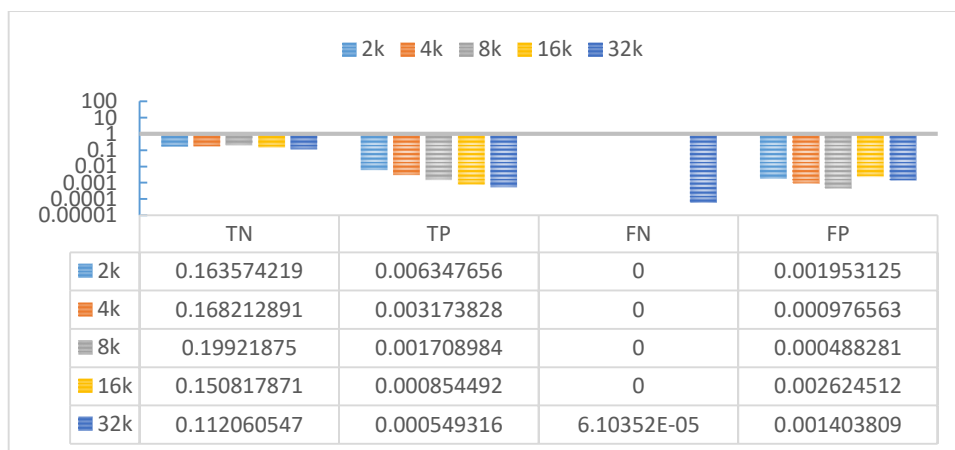 2k 4k 8k 16k 32k
100
10
1
0.1
0.01
0.001
0.0001
0.00001
TN TP FN FP
2k 0.163574219 0.006347656 0 0.001953125
4k 0.168212891 0.003173828 0 0.000976563
8k 0.19921875 0.001708984 0 0.000488281
16k 0.150817871 0.000854492 0 0.002624512
32k 0.112060547 0.000549316 6.10352E-05 0.001403809